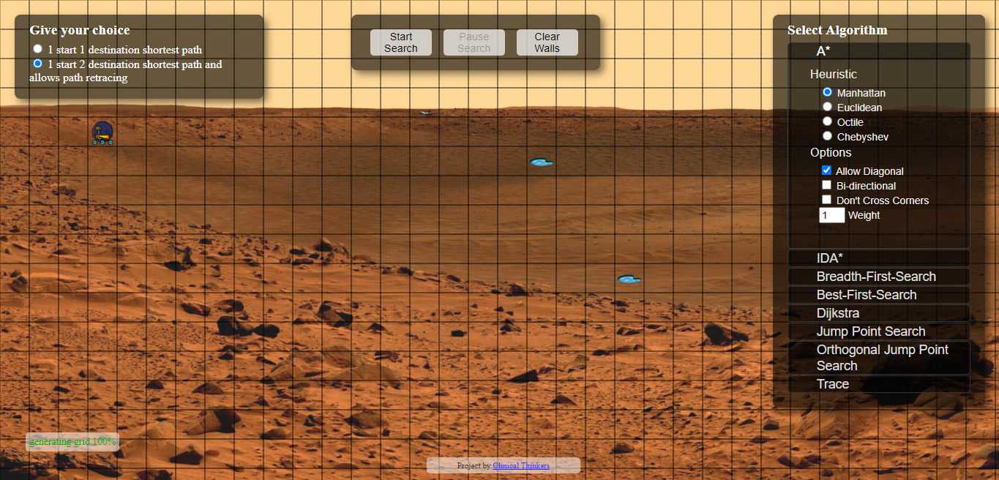 Give your choice
1 start 1 destination shortest path
1 start 2 destination shortest path and
allows path retracing
Start
Search
Pause
Search
Clear
Walls
Select Algorithm
A*
Heuristic
Manhattan
Euclidean
Octile
Chebyshev
Options
Allow Diagonal
Bi-directional
Don't Cross Corners
1 Weight
IDA*
Breadth-First-Search
Best-First-Search
Dijkstra
Jump Point Search
Orthogonal Jump Point
Search
Trace
generating grid 100%
Project by Clinical Thinkers